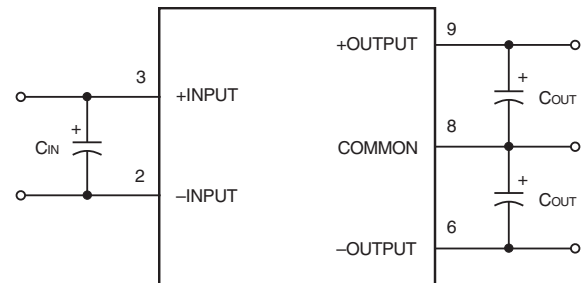 +OUTPUT 9
3 +INPUT
+ COUT
+ CIN
COMMON 8
2 –INPUT
+ COUT
–OUTPUT 6